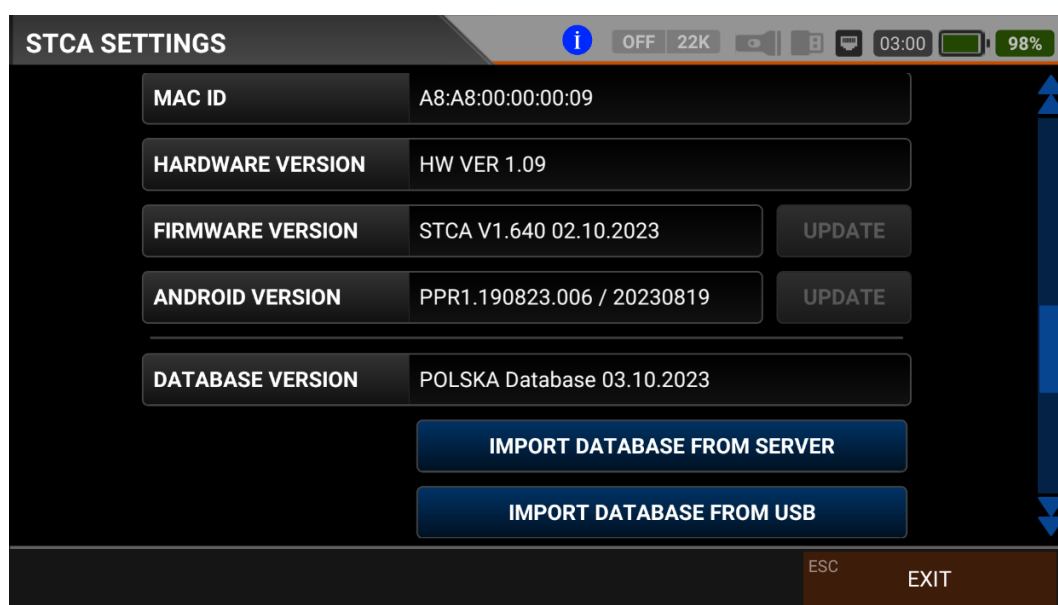 STCA SETTINGS
i OFF 22K 03:00 98%
MAC ID A8:A8:00:00:00:09
HARDWARE VERSION HW VER 1.09
FIRMWARE VERSION STCA V1.640 02.10.2023 UPDATE
ANDROID VERSION PPR1.190823.006 / 20230819 UPDATE
DATABASE VERSION POLSKA Database 03.10.2023
IMPORT DATABASE FROM SERVER
IMPORT DATABASE FROM USB
ESC EXIT